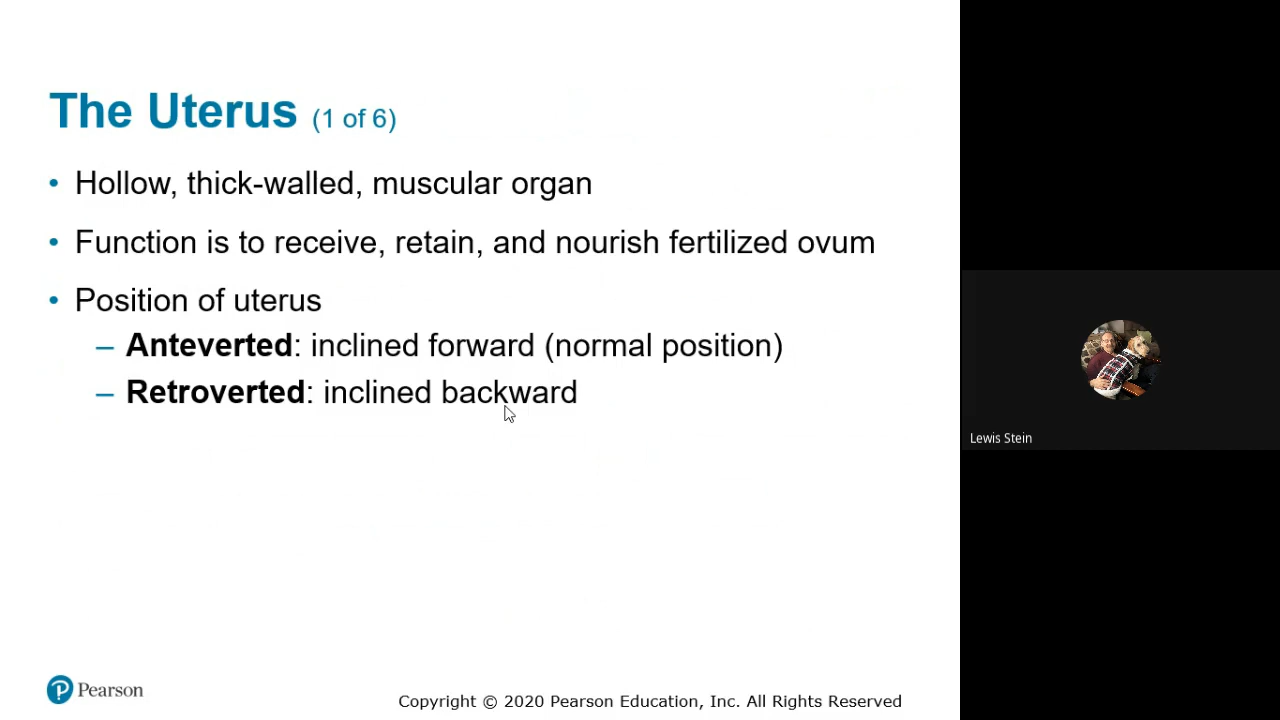 The Uterus (1 of 6)
• Hollow, thick-walled, muscular organ
• Function is to receive, retain, and nourish fertilized ovum
• Position of uterus
– Anteverted: inclined forward (normal position)
– Retroverted: inclined backward
Lewis Stein
Pearson
Copyright © 2020 Pearson Education, Inc. All Rights Reserved